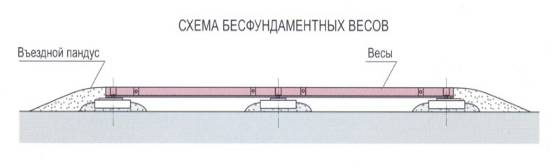 СХЕМА БЕСФУНДАМЕНТНЫХ ВЕСОВ
Въездной пандус
Весы